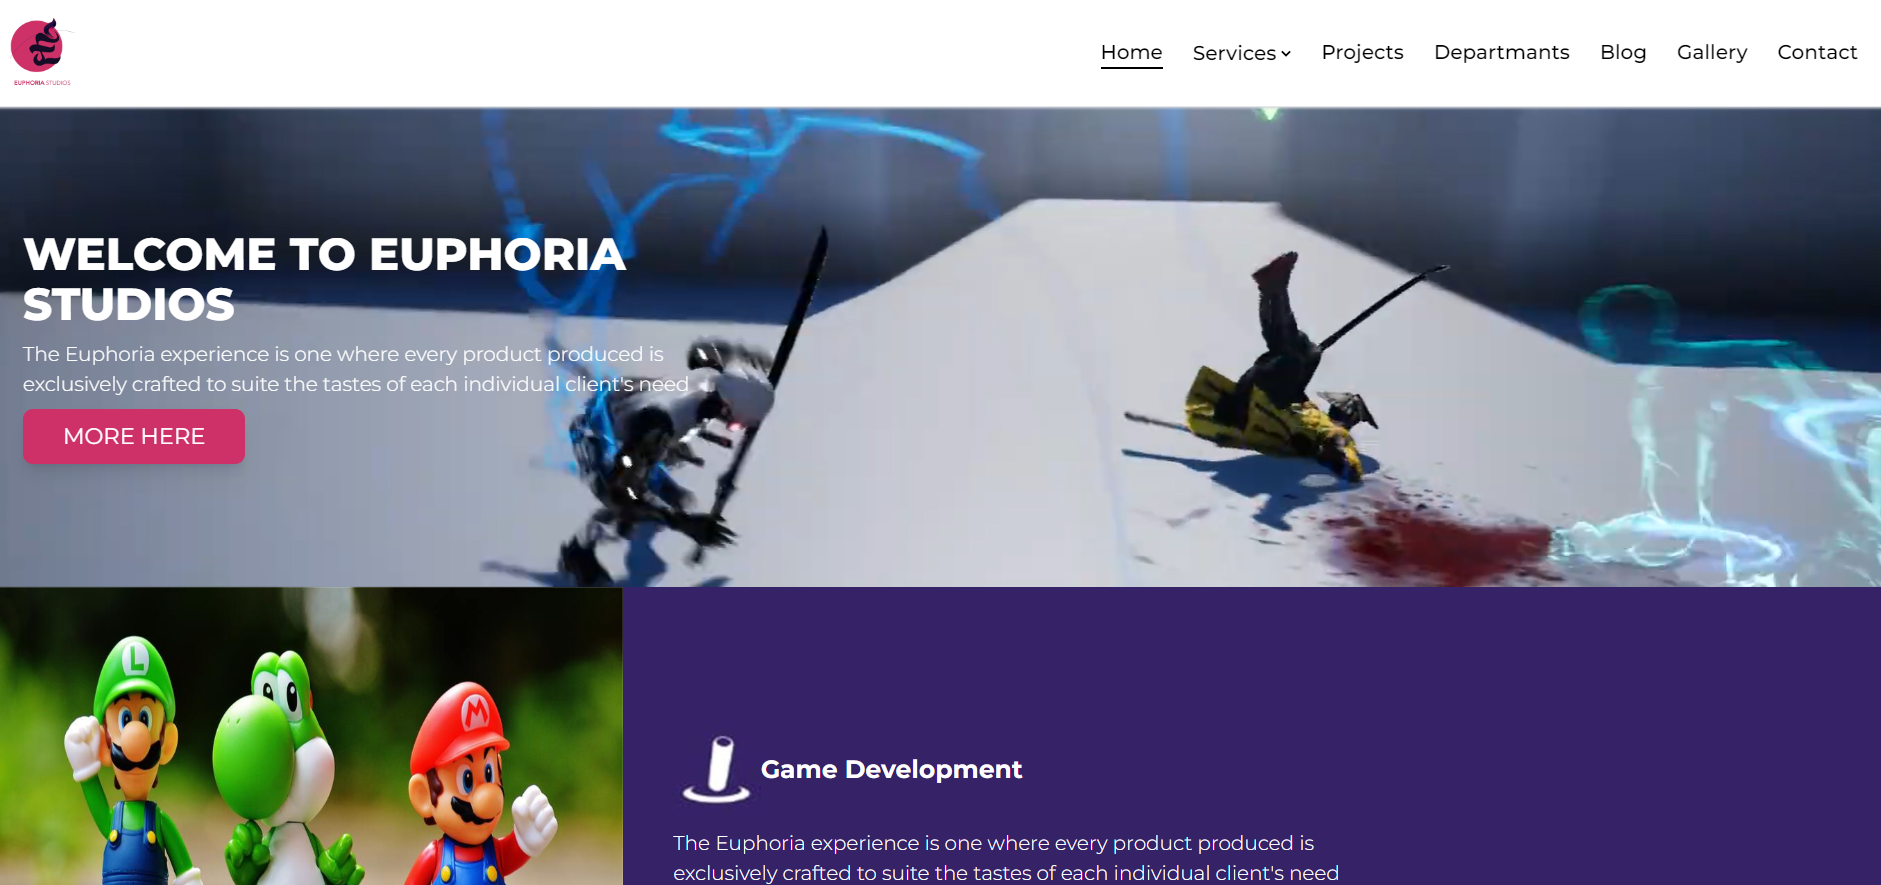 EUPHORIA STUDIOS
Home Services Projects Departmants Blog Gallery Contact
WELCOME TO EUPHORIA
STUDIOS
The Euphoria experience is one where every product produced is
exclusively crafted to suite the tastes of each individual client's need
MORE HERE
L
M
Game Development
The Euphoria experience is one where every product produced is
exclusively crafted to suite the tastes of each individual client's need